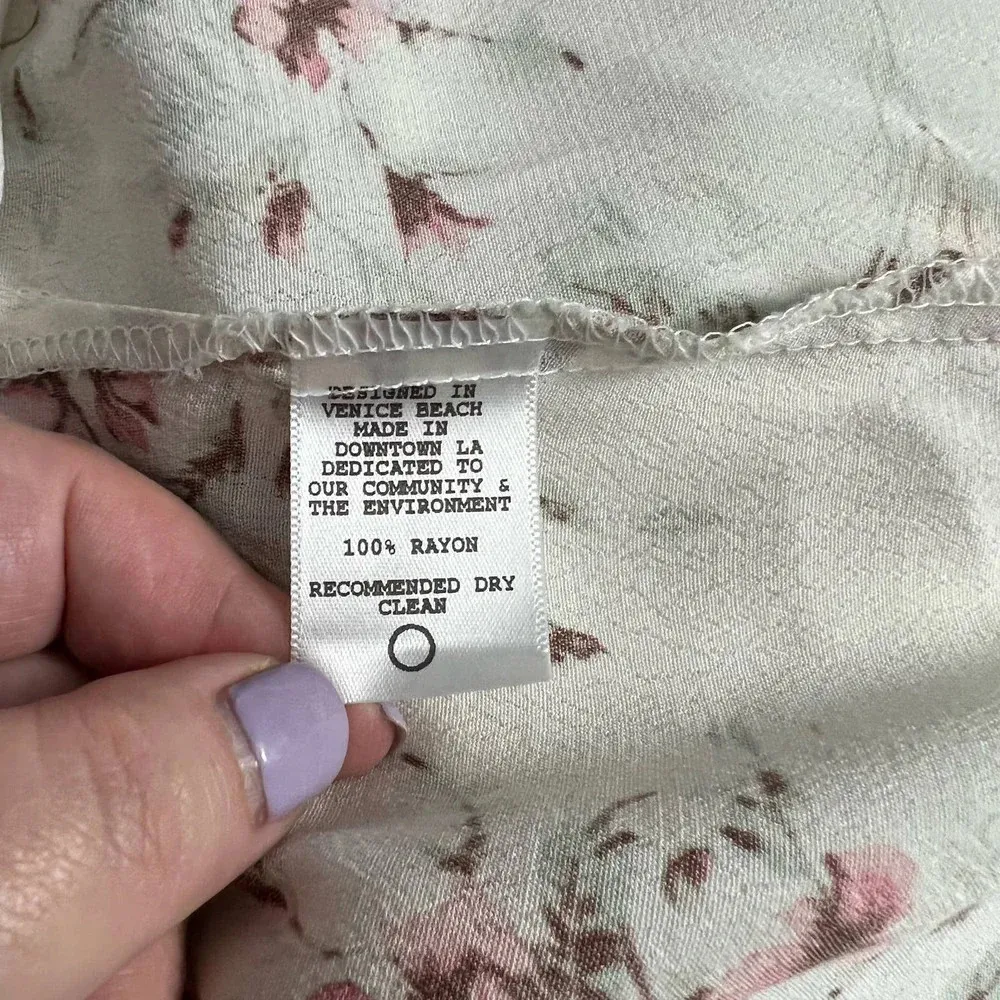 DESIGNED IN
VENICE BEACH
MADE IN
DOWNTOWN LA
DEDICATED TO
OUR COMMUNITY &
THE ENVIRONMENT
100% RAYON
RECOMMENDED DRY
CLEAN